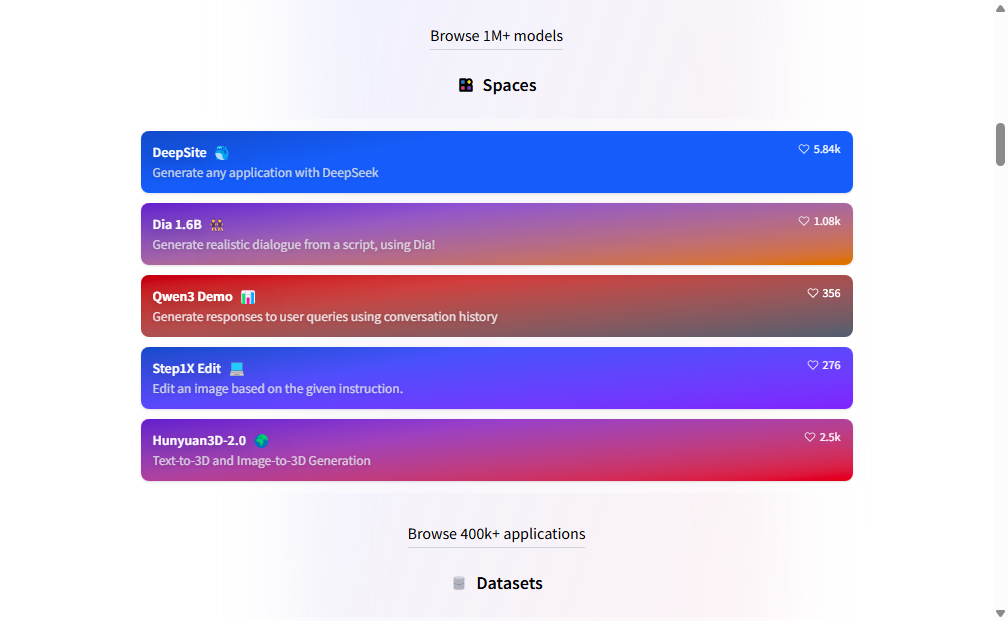 Browse 1M+ models
Spaces
DeepSite
5.84k
Generate any application with DeepSeek
Dia 1.6B
1.08k
Generate realistic dialogue from a script, using Dia!
Qwen3 Demo
356
Generate responses to user queries using conversation history
Step1X Edit
276
Edit an image based on the given instruction.
Hunyuan3D-2.0
2.5k
Text-to-3D and Image-to-3D Generation
Browse 400k+ applications
Datasets